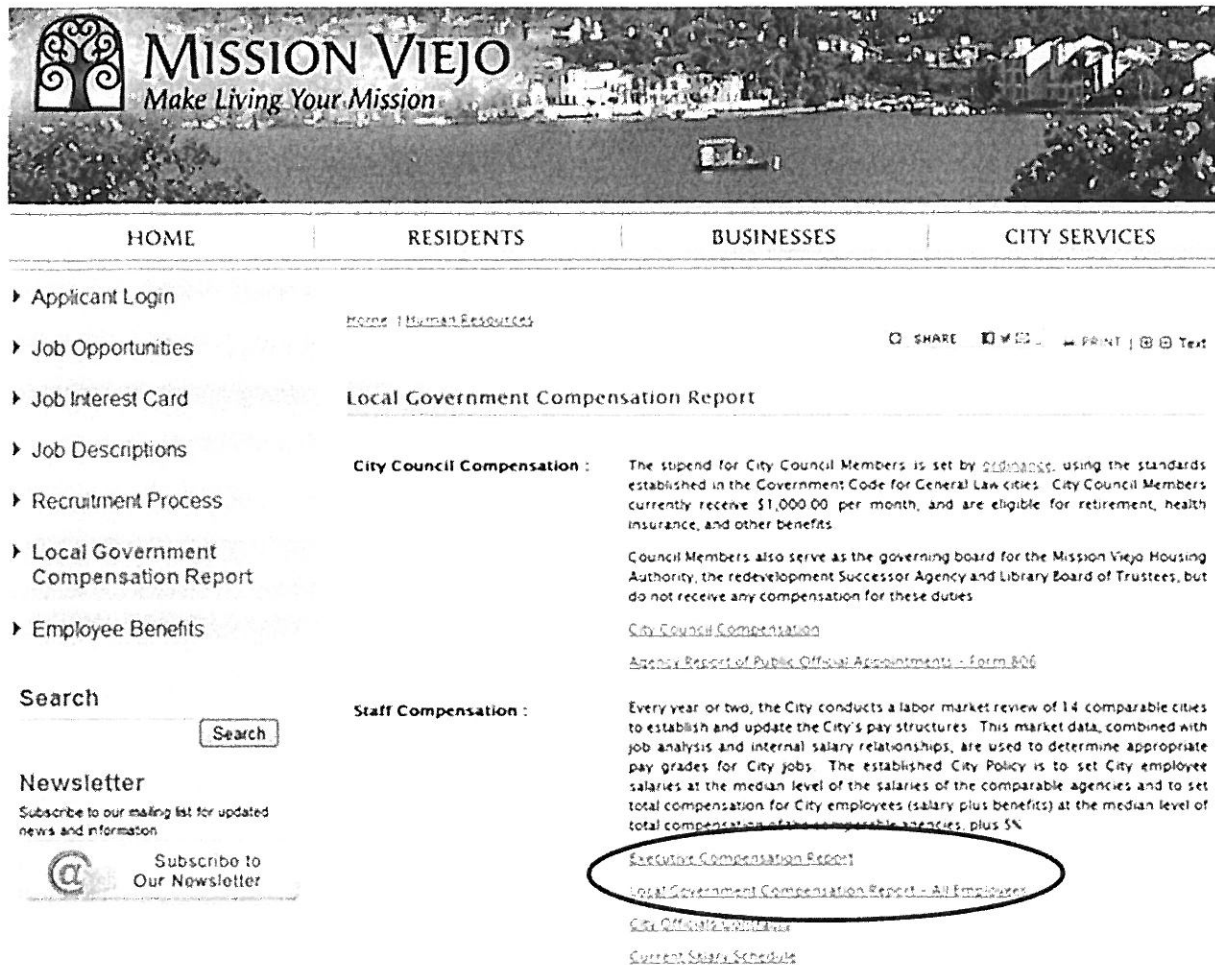 MISSION VIEJO
Make Living Your Mission
HOME
RESIDENTS
BUSINESSES
CITY SERVICES
Applicant Login
Job Opportunities
Job Interest Card
Job Descriptions
Recruitment Process
Local Government
Compensation Report
Employee Benefits
Search
Search
Newsletter
Subscribe to our mailing list for updated
news and information
Subscribe to
Our Newsletter
Home | Human Resources
SHARE
PRINT | Text
Local Government Compensation Report
City Council Compensation :
The stipend for City Council Members is set by ordinance, using the standards
established in the Government Code for General Law cities. City Council Members
currently receive $1,000.00 per month, and are eligible for retirement, health
insurance, and other benefits.
Council Members also serve as the governing board for the Mission Viejo Housing
Authority, the redevelopment Successor Agency and Library Board of Trustees, but
do not receive any compensation for these duties.
City Council Compensation
Agency Report of Public Official Appointments - Form 806
Staff Compensation :
Every year or two, the City conducts a labor market review of 14 comparable cities
to establish and update the City's pay structures. This market data, combined with
job analysis and internal salary relationships, are used to determine appropriate
pay grades for City jobs. The established City Policy is to set City employee
salaries at the median level of the salaries of the comparable agencies and to set
total compensation for City employees (salary plus benefits) at the median level of
total compensation of the comparable agencies, plus 5%
Executive Compensation Report
Local Government Compensation Report - All Employees
City Officials
Current Salary Schedule